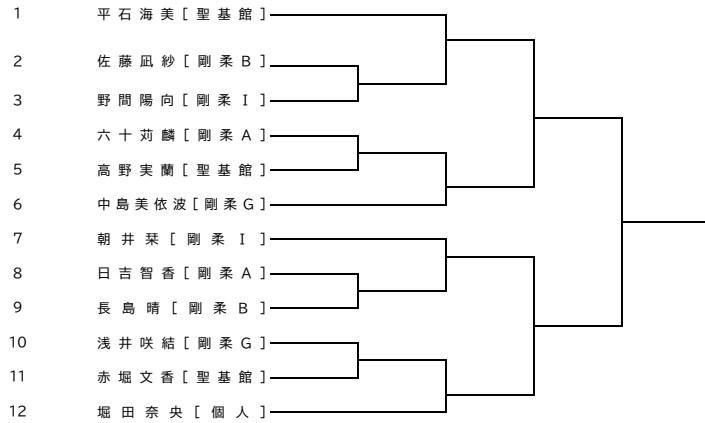 1 平石海美[聖基館]
2 佐藤凪紗[剛柔B]
3 野間陽向[剛柔I]
4 六十苅麟[剛柔A]
5 高野実蘭[聖基館]
6 中島美依波[剛柔G]
7 朝井栞[剛柔I]
8 日吉智香[剛柔A]
9 長島晴[剛柔B]
10 浅井咲結[剛柔G]
11 赤堀文香[聖基館]
12 堀田奈央[個人]